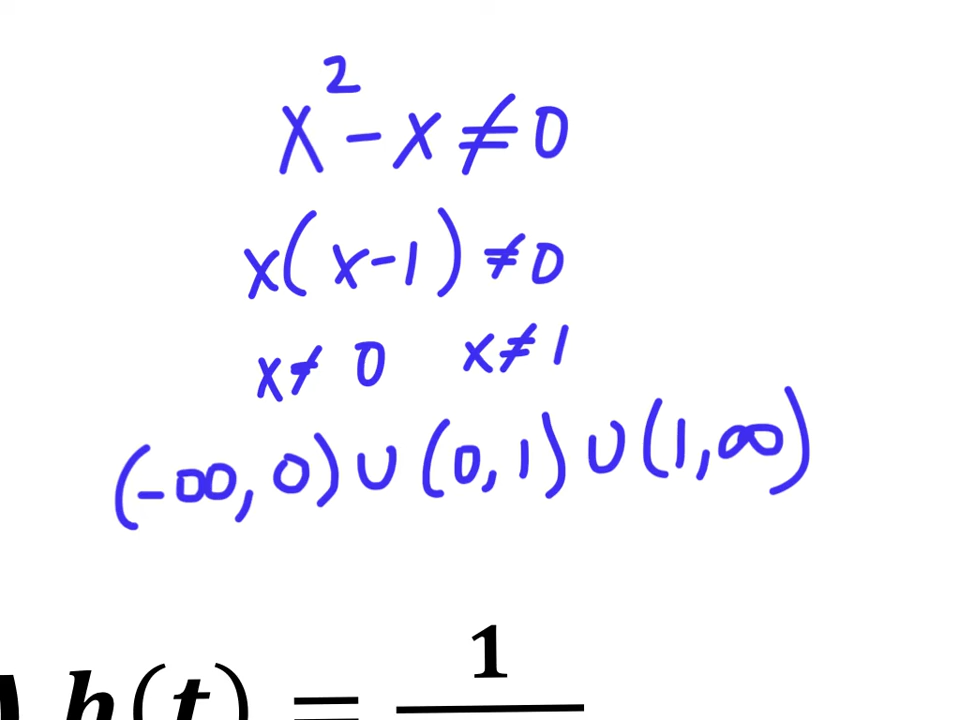 x² - x ≠ 0
x(x-1) ≠ 0
x ≠ 0   x ≠ 1
(-∞, 0) ∪ (0, 1) ∪ (1, ∞)
h(t) = 1